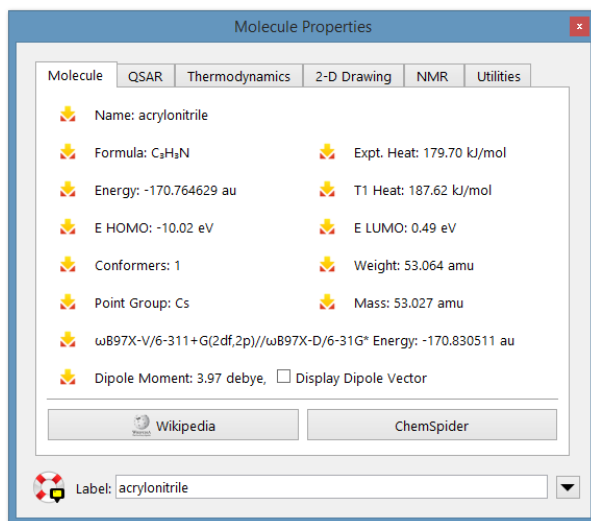 Molecule Properties
x
Molecule QSAR Thermodynamics 2-D Drawing NMR Utilities
Name: acrylonitrile
Formula: C₃H₃N Expt. Heat: 179.70 kJ/mol
Energy: -170.764629 au T1 Heat: 187.62 kJ/mol
E HOMO: -10.02 eV E LUMO: 0.49 eV
Conformers: 1 Weight: 53.064 amu
Point Group: Cs Mass: 53.027 amu
ωB97X-V/6-311+G(2df,2p)//ωB97X-D/6-31G* Energy: -170.830511 au
Dipole Moment: 3.97 debye, Display Dipole Vector
Wikipedia ChemSpider
Label: acrylonitrile